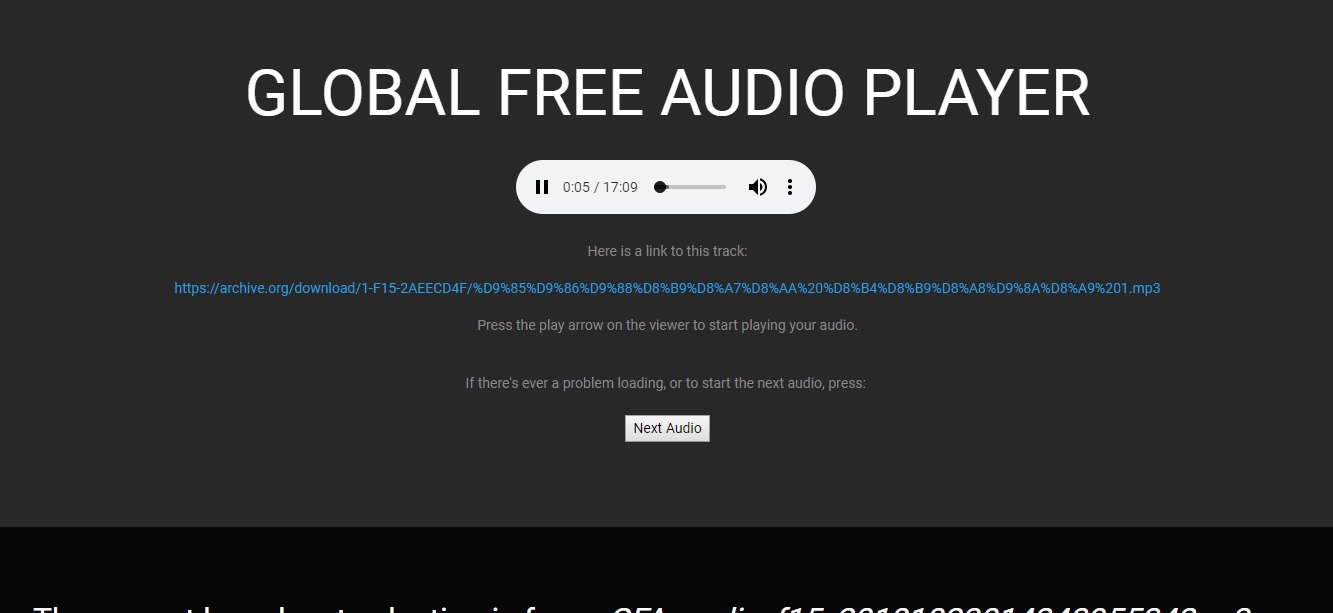 GLOBAL FREE AUDIO PLAYER
0:05 / 17:09
Here is a link to this track:
https://archive.org/download/1-F15-2AEECD4F/%D9%85%D9%86%D9%88%D8%B9%D8%A7%D8%AA%20%D8%B4%D8%B9%D8%A8%D9%8A%D8%A9%201.mp3
Press the play arrow on the viewer to start playing your audio.
If there's ever a problem loading, or to start the next audio, press:
Next Audio